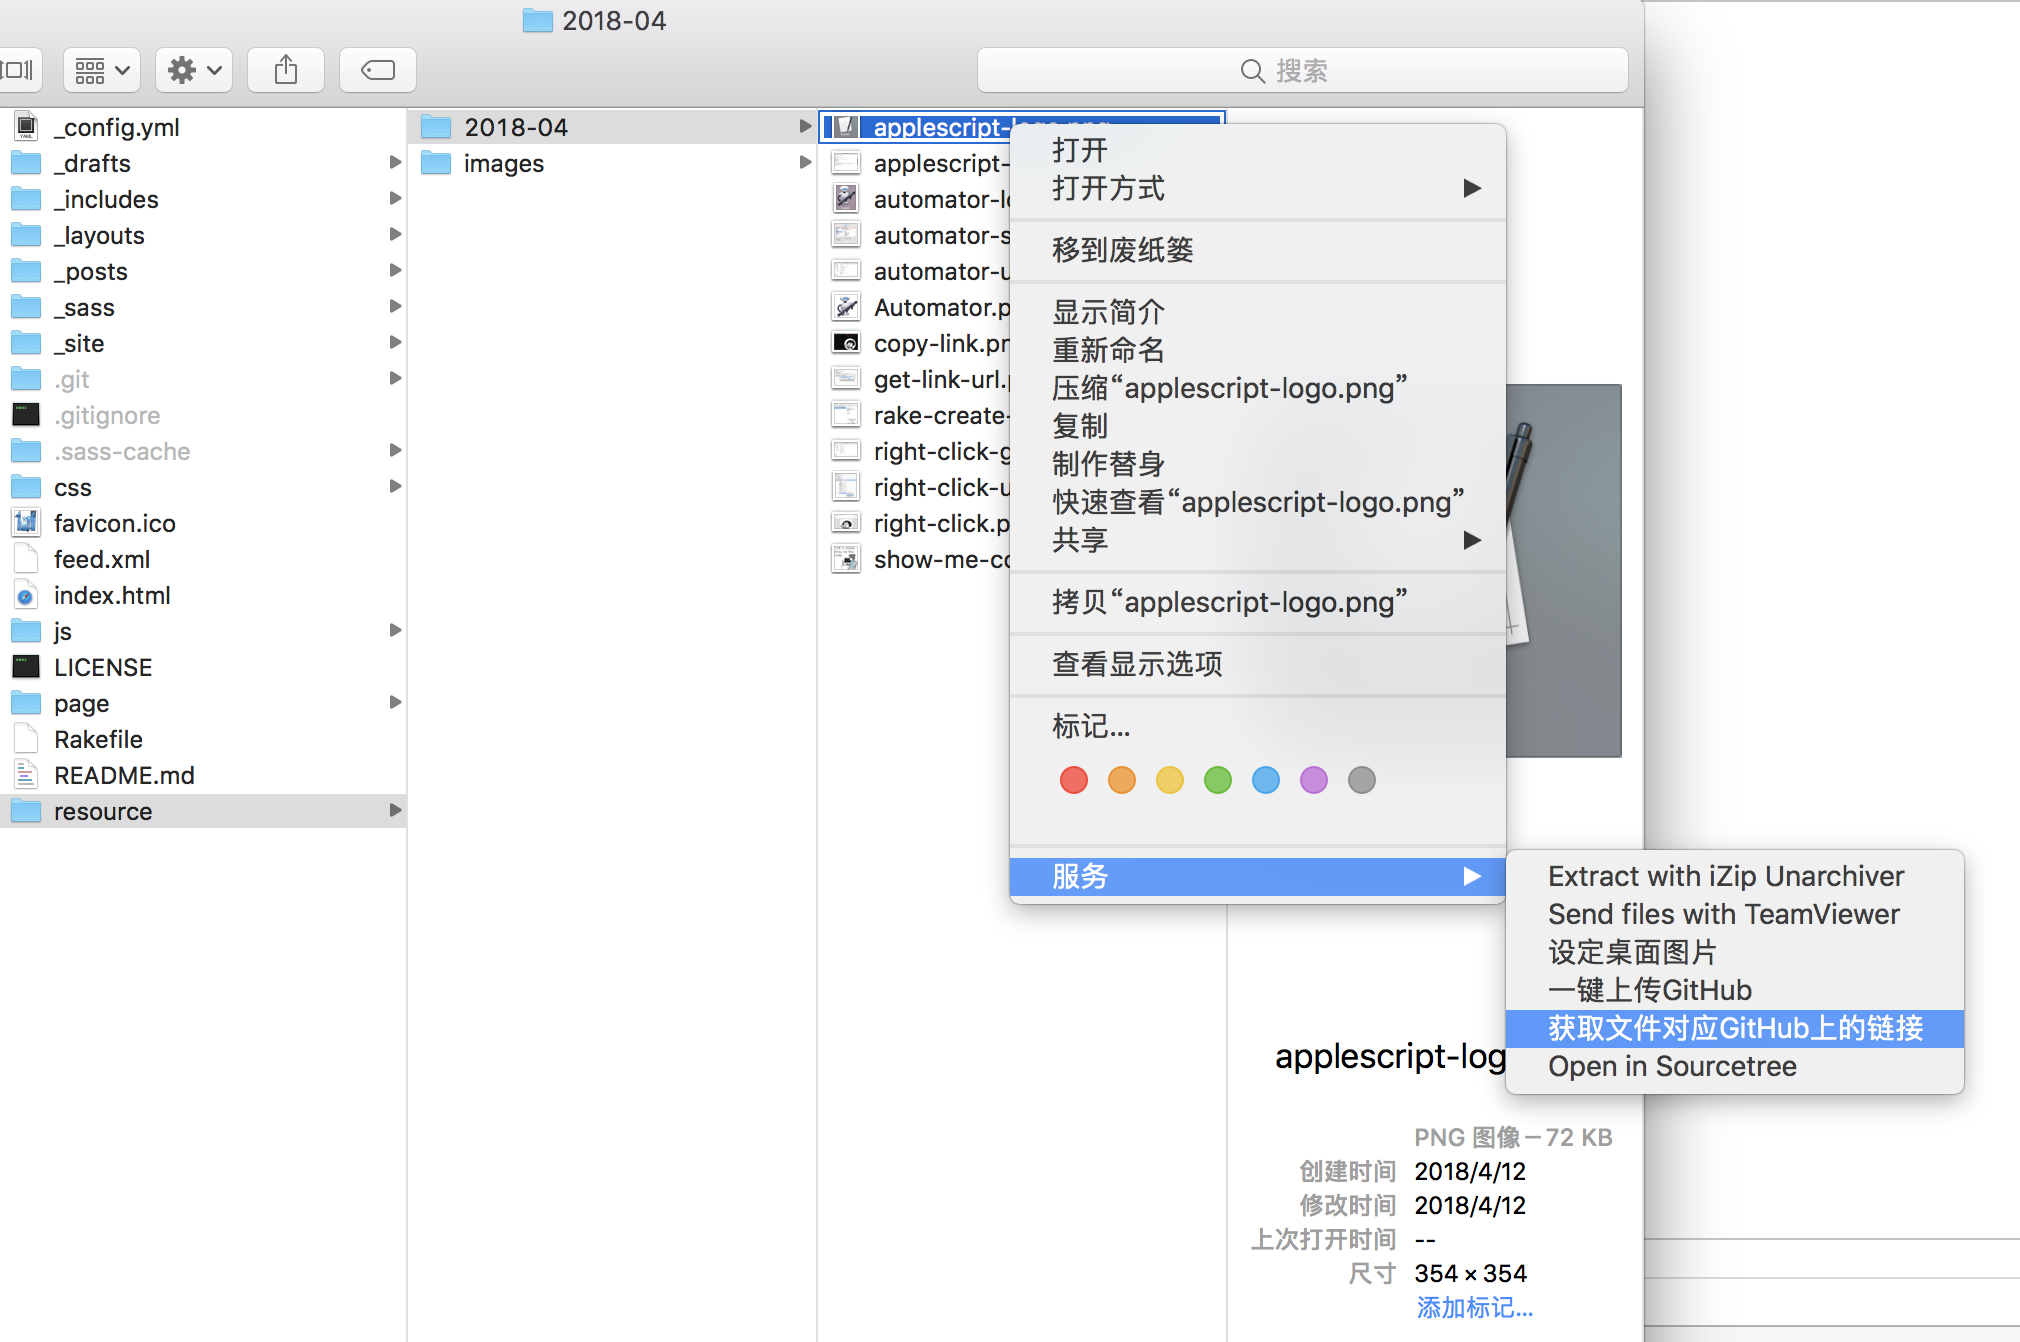 2018-04
搜索
_config.yml
_drafts
_includes
_layouts
_posts
_sass
_site
.git
.gitignore
.sass-cache
css
favicon.ico
feed.xml
index.html
js
LICENSE
page
Rakefile
README.md
resource
2018-04
images
applescript-logo.png
applescript-
automator-lo
automator-s
automator-u
Automator.p
copy-link.pn
get-link-url.
rake-create-
right-click-g
right-click-u
right-click.p
show-me-co
打开
打开方式
移到废纸篓
显示简介
重新命名
压缩“applescript-logo.png”
复制
制作替身
快速查看“applescript-logo.png”
共享
拷贝“applescript-logo.png”
查看显示选项
标记...
服务
Extract with iZip Unarchiver
Send files with TeamViewer
设定桌面图片
一键上传GitHub
获取文件对应GitHub上的链接
Open in Sourcetree
applescript-log
PNG 图像 – 72 KB
创建时间 2018/4/12
修改时间 2018/4/12
上次打开时间 --
尺寸 354 × 354
添加标记...